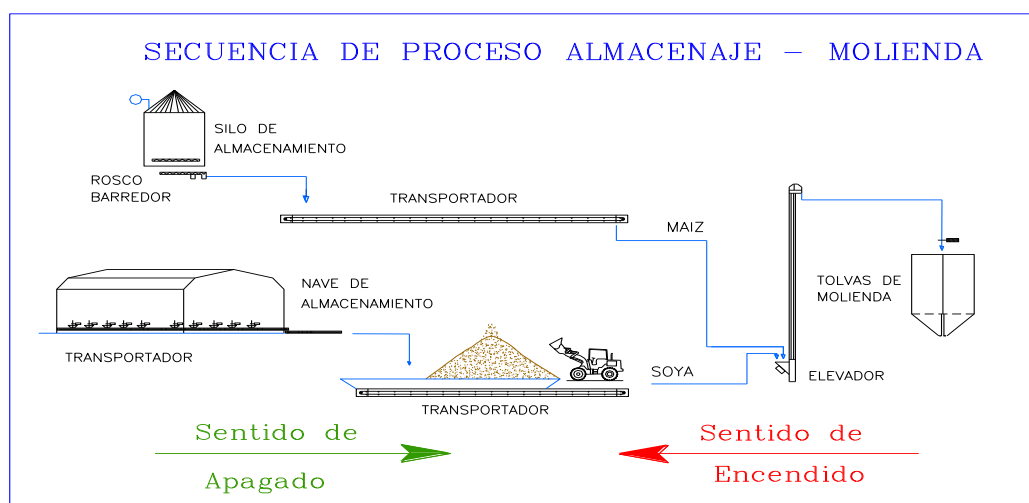 SECUENCIA DE PROCESO ALMACENAJE – MOLIENDA
SILO DE
ALMACENAMIENTO
ROSCO
BARREDOR
TRANSPORTADOR
MAIZ
NAVE DE
ALMACENAMIENTO
TOLVAS DE
MOLIENDA
TRANSPORTADOR
SOYA
ELEVADOR
TRANSPORTADOR
Sentido de
Apagado
Sentido de
Encendido